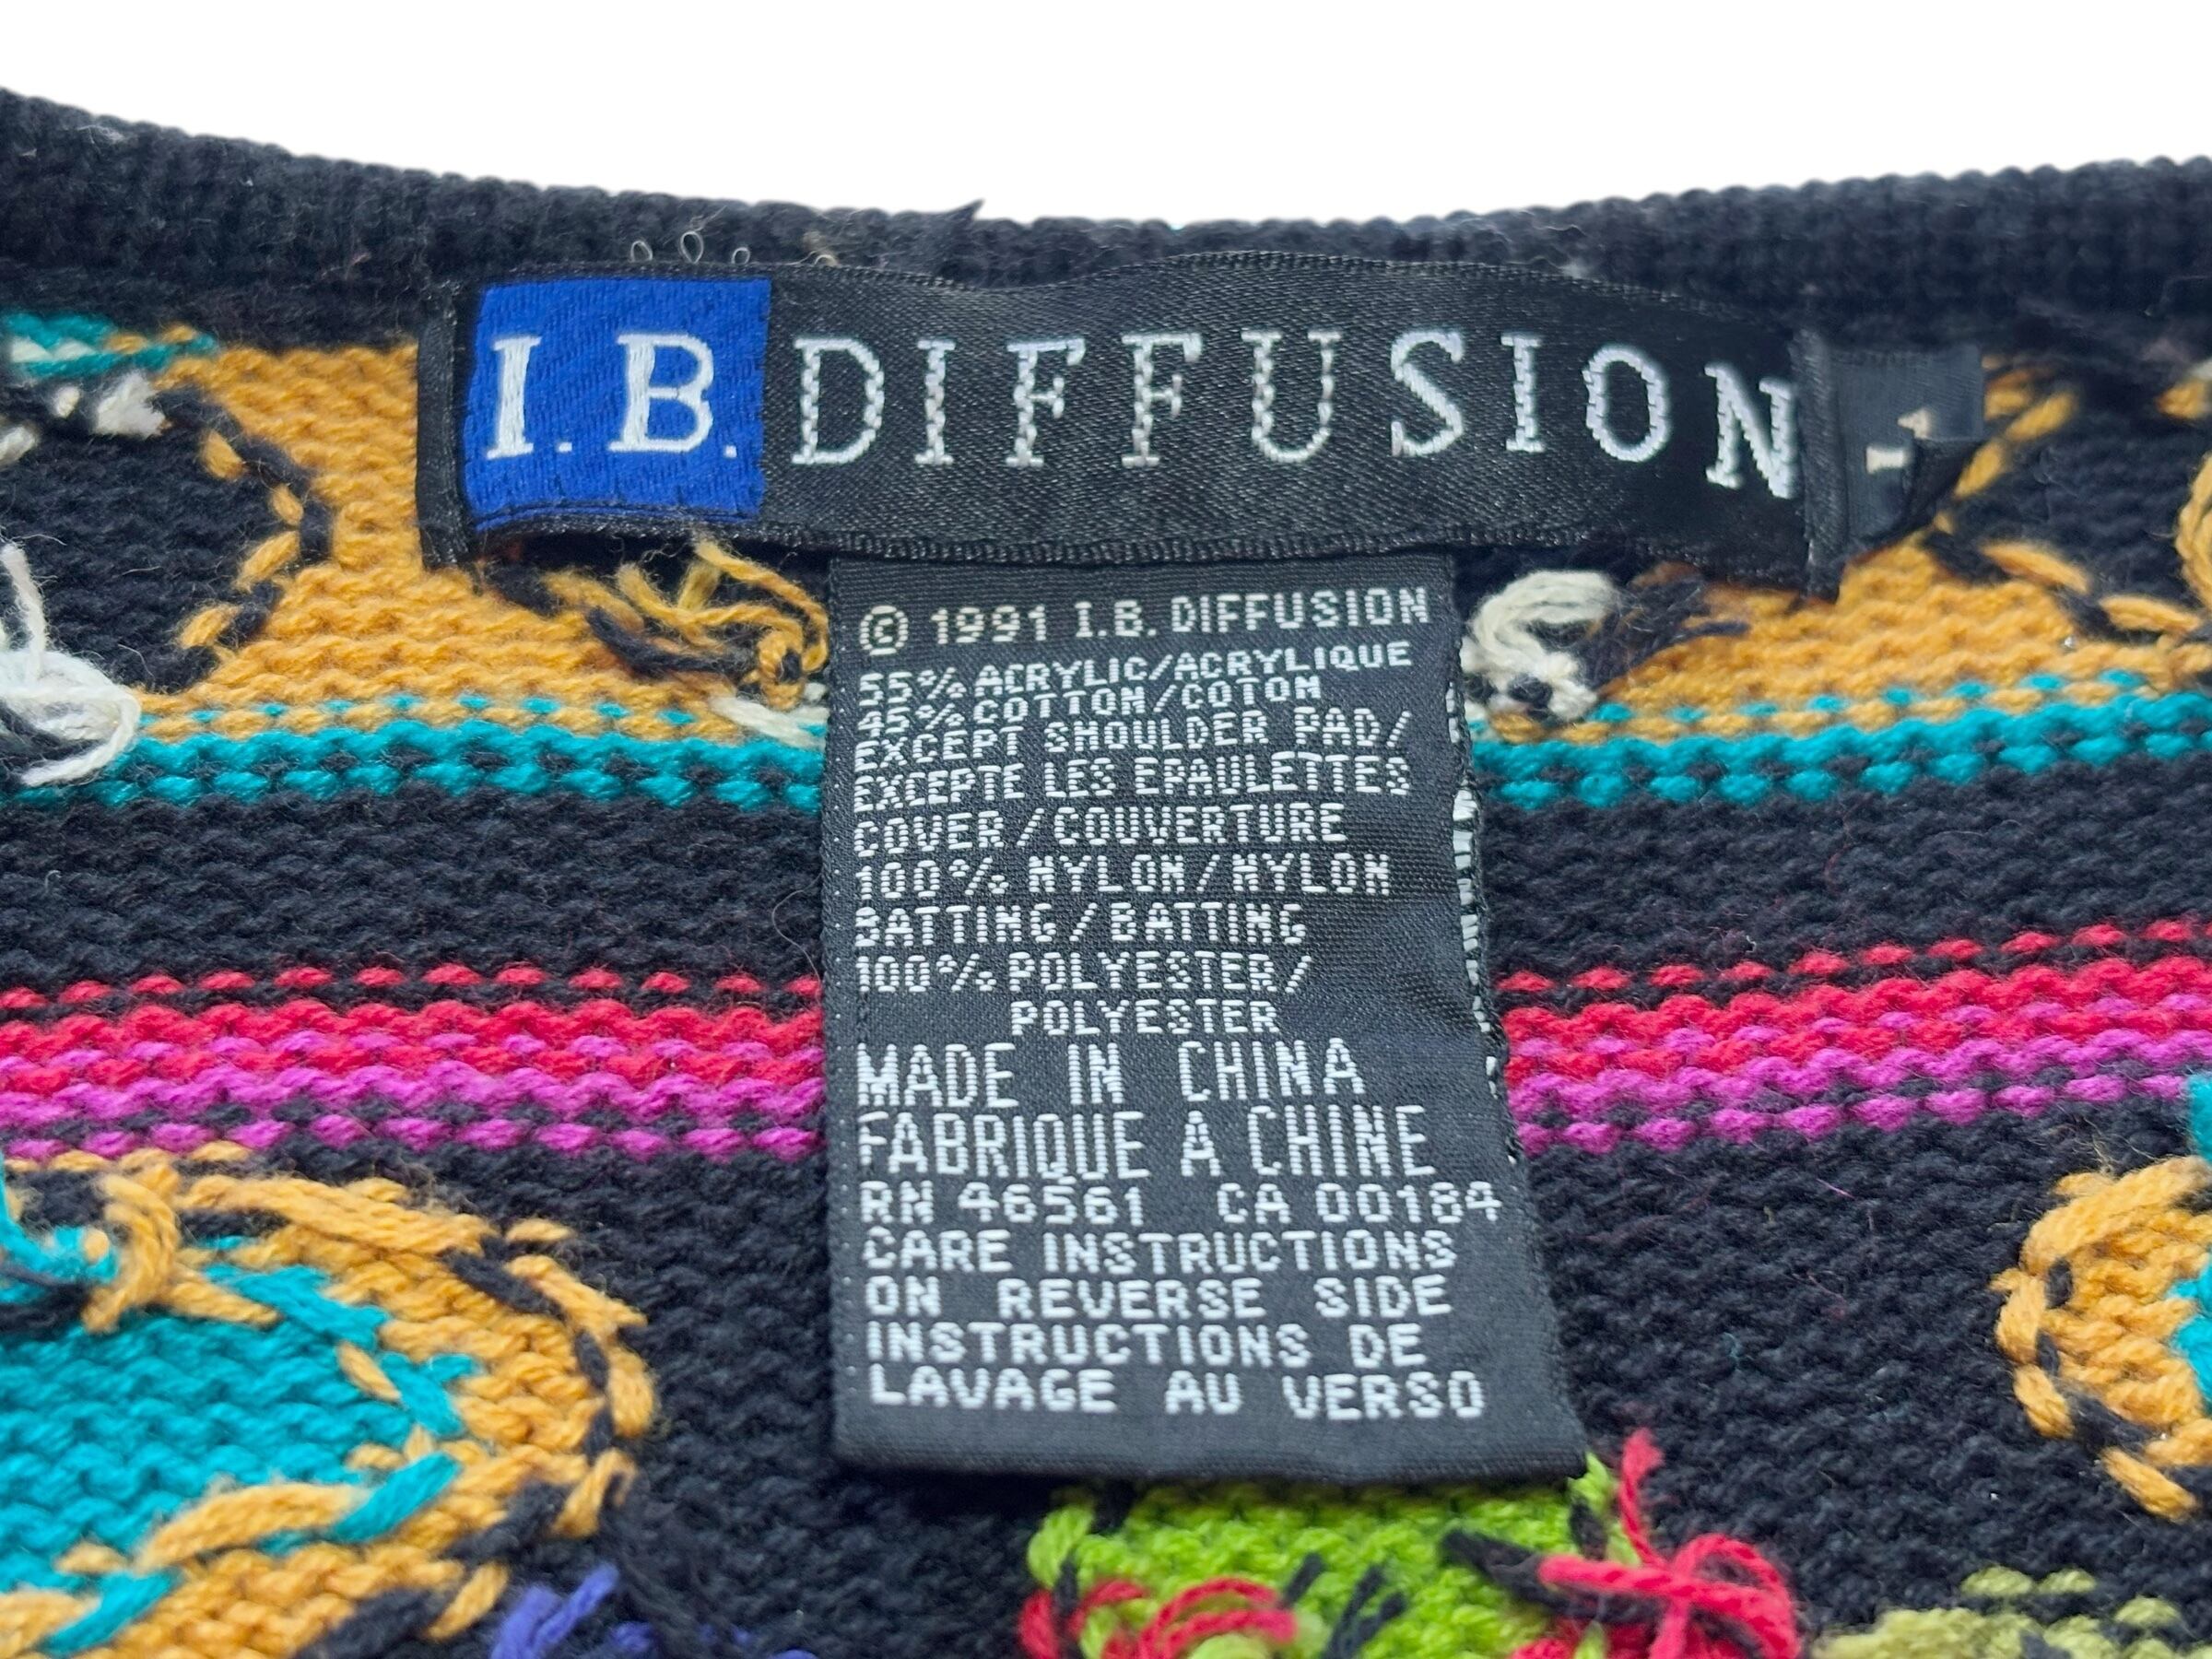 I.B. DIFFUSION
© 1991 I.B. DIFFUSION
55% ACRYLIC/ACRYLIQUE
45% COTTON/COTON
EXCEPT SHOULDER PAD/
EXCEPTE LES EPAULETTES
COVER/COUVERTURE
100% NYLON/NYLON
BATTING/BATTING
100% POLYESTER/
POLYESTER
MADE IN CHINA
FABRIQUE A CHINE
RN 46561 CA 00184
CARE INSTRUCTIONS
ON REVERSE SIDE
INSTRUCTIONS DE
LAVAGE AU VERSO